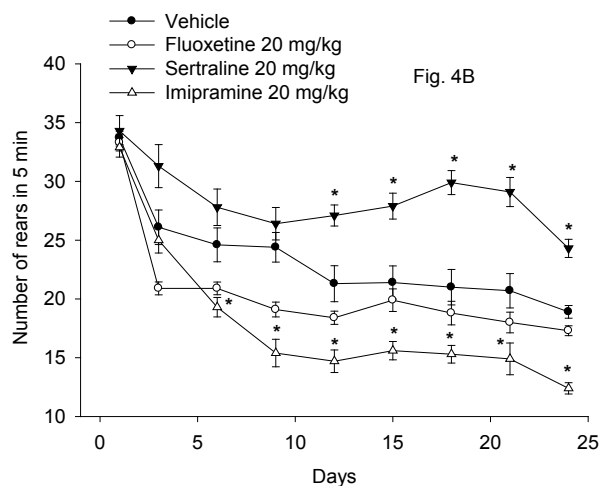 Vehicle
Fluoxetine 20 mg/kg
Sertraline 20 mg/kg
Imipramine 20 mg/kg
Fig. 4B
Number of rears in 5 min
40
35
30
25
20
15
10
* * * * *
* * * * * * *
0 5 10 15 20 25
Days